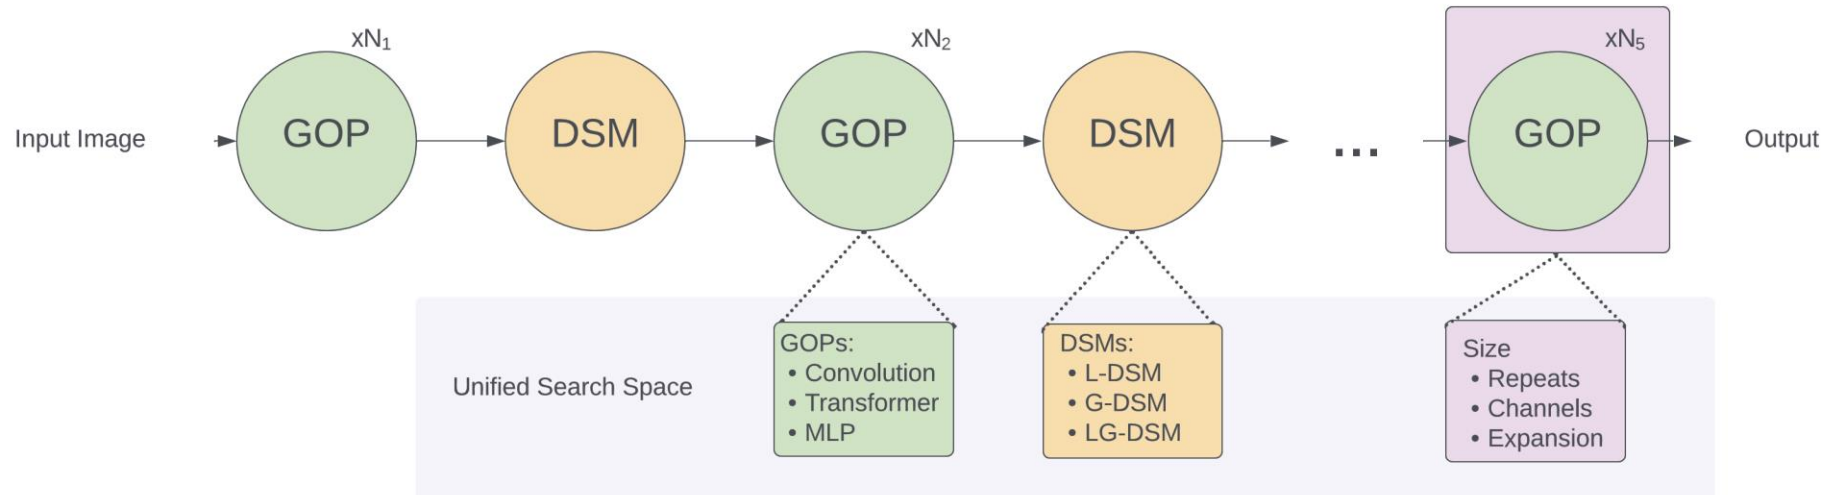 xN₁
xN₂
xN₅
Input Image
GOP
DSM
GOP
DSM
...
GOP
Output
Unified Search Space
GOPs:
• Convolution
• Transformer
• MLP
DSMs:
• L-DSM
• G-DSM
• LG-DSM
Size
• Repeats
• Channels
• Expansion